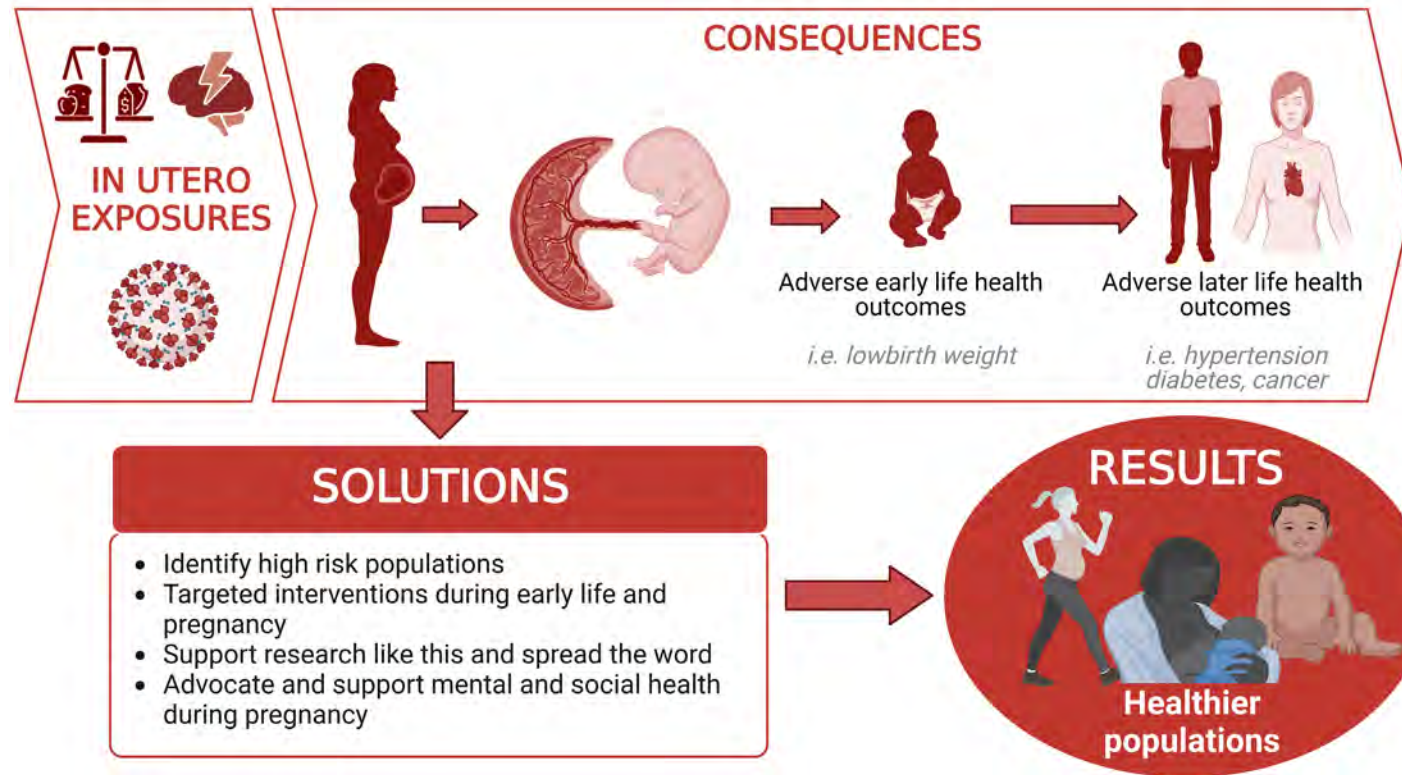 IN UTERO
EXPOSURES
CONSEQUENCES
Adverse early life health
outcomes
i.e. lowbirth weight
Adverse later life health
outcomes
i.e. hypertension
diabetes, cancer
SOLUTIONS
• Identify high risk populations
• Targeted interventions during early life and
pregnancy
• Support research like this and spread the word
• Advocate and support mental and social health
during pregnancy
RESULTS
Healthier
populations
$